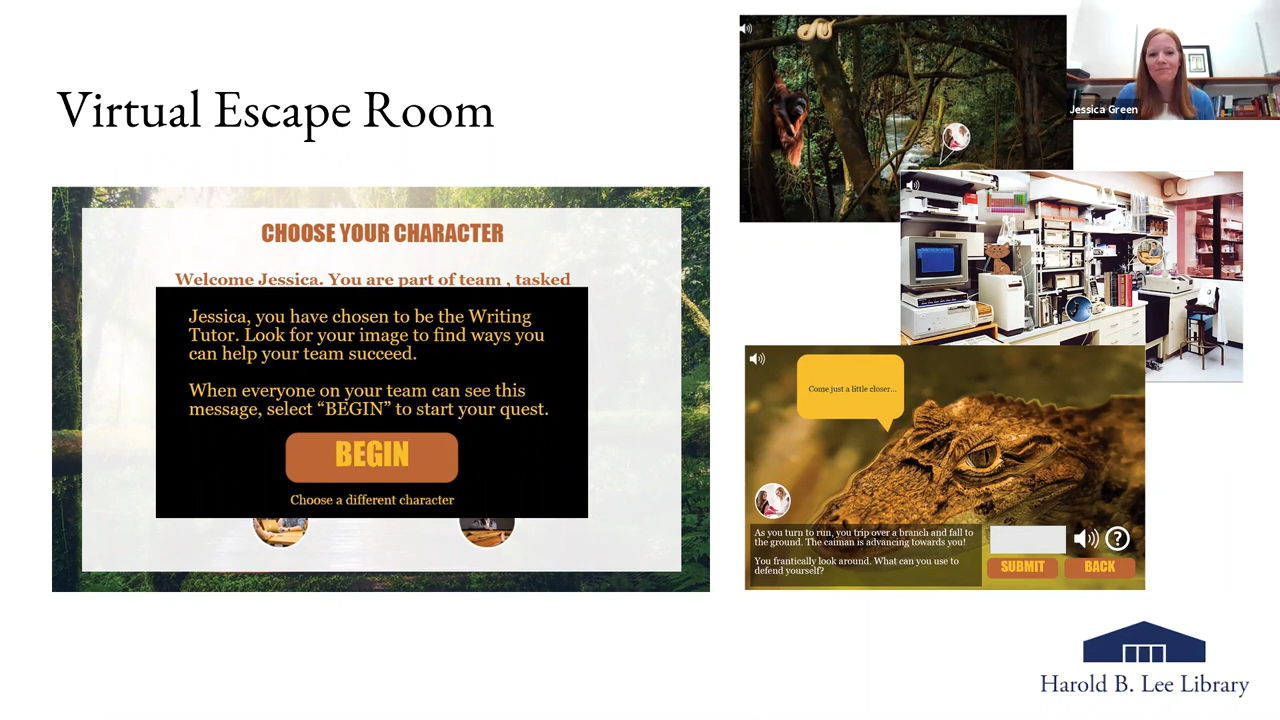 Virtual Escape Room
CHOOSE YOUR CHARACTER
Welcome Jessica. You are part of team , tasked
Jessica, you have chosen to be the Writing
Tutor. Look for your image to find ways you
can help your team succeed.
When everyone on your team can see this
message, select “BEGIN” to start your quest.
BEGIN
Choose a different character
Jessica Green
Come just a little closer...
As you turn to run, you trip over a branch and fall to
the ground. The caiman is advancing towards you!
You frantically look around. What can you use to
defend yourself?
?
SUBMIT
BACK
Harold B. Lee Library